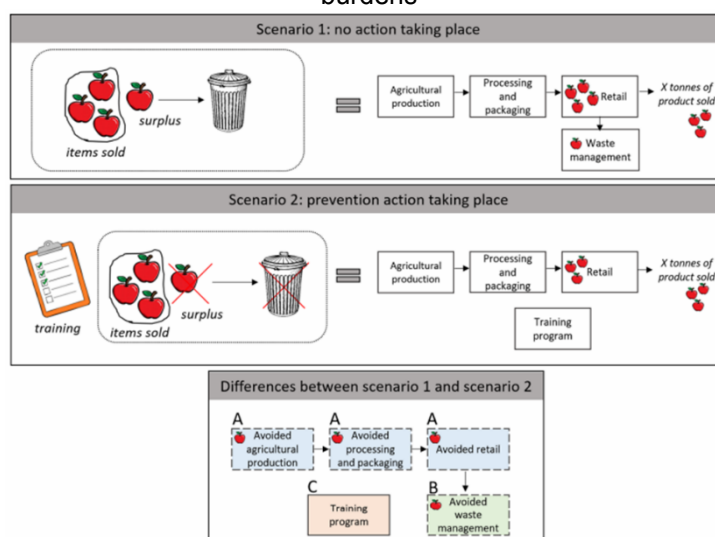 burdens
Scenario 1: no action taking place
surplus
items sold
Agricultural
production
Processing
and
packaging
Retail
X tonnes of
product sold
Waste
management
Scenario 2: prevention action taking place
training
surplus
items sold
Agricultural
production
Processing
and
packaging
Retail
X tonnes of
product sold
Training
program
Differences between scenario 1 and scenario 2
A
Avoided
agricultural
production
A
Avoided
processing
and packaging
A
Avoided retail
C
Training
program
B
Avoided
waste
management